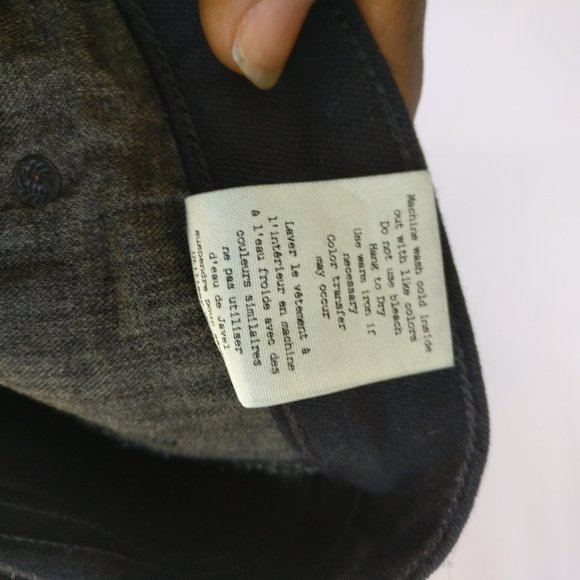 Machine wash cold inside
out with like colors
Do not use bleach
Hang to Dry
Use warm iron if
necessary
Color transfer
may occur
Laver le vêtement à
l'intérieur en machine
à l'eau froide avec des
couleurs similaires
ne pas utiliser
d'eau de Javel
suspendre pour